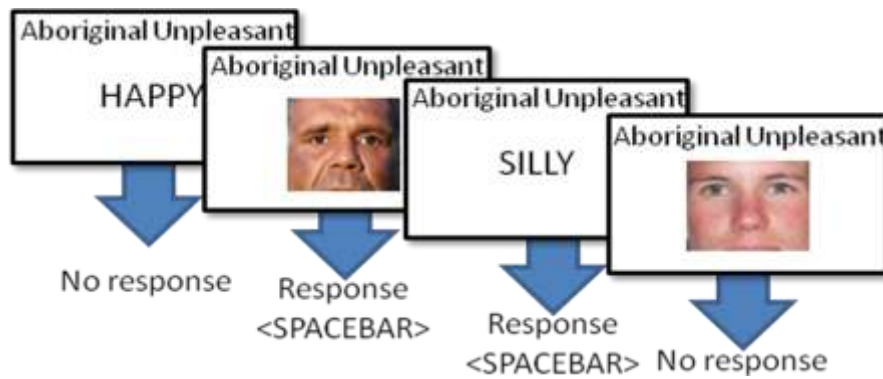 Aboriginal Unpleasant
HAPPY
No response
Aboriginal Unpleasant
Response
<SPACEBAR>
Aboriginal Unpleasant
SILLY
Response
<SPACEBAR>
Aboriginal Unpleasant
No response